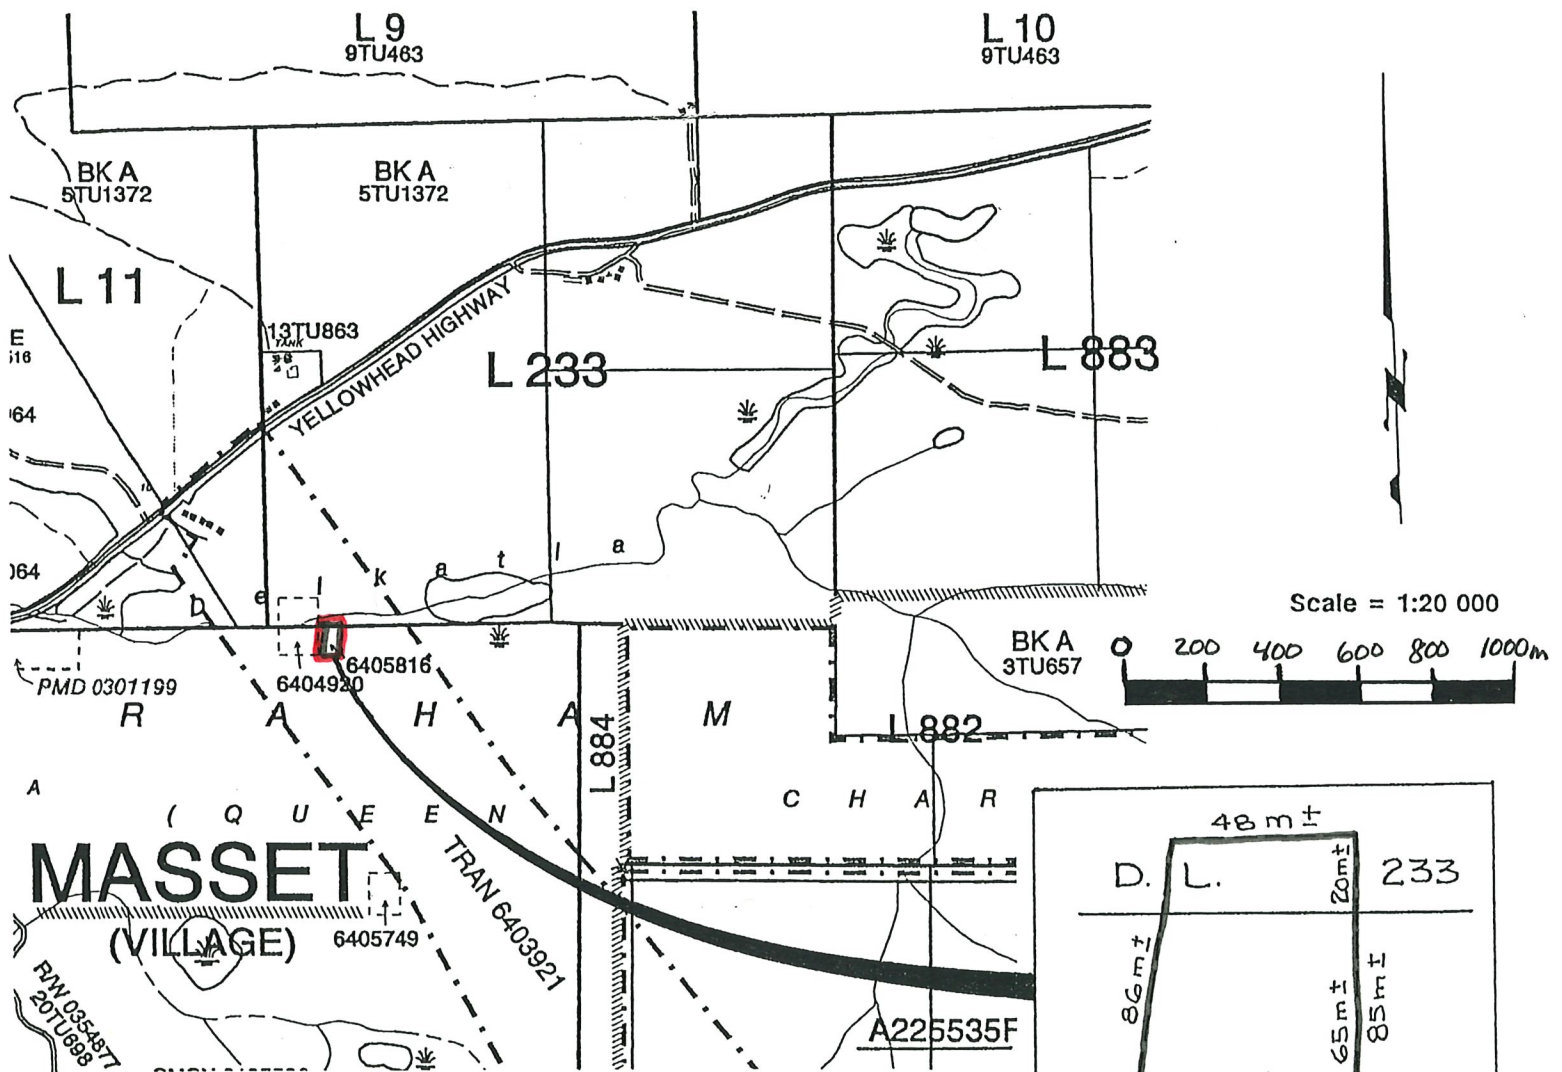 L 9
9TU463
L 10
9TU463
BK A
5TU1372
BK A
5TU1372
L 11
13TU863
TANK
YELLOWHEAD HIGHWAY
L 233
L 883
E
64
064
D e l k a t l a
Scale = 1:20 000
0 200 400 600 800 1000m
BK A
3TU657
6405816
6404920
PMD 0301199
R A H A M
L 884
L 882
A
( Q U E E N
C H A R
MASSET
(VILLAGE)
6405749
TRAN 6403921
R/W 0354877
20TU698
A225535F
48 m ±
D. L. 233
20m±
86m±
65m±
85m±